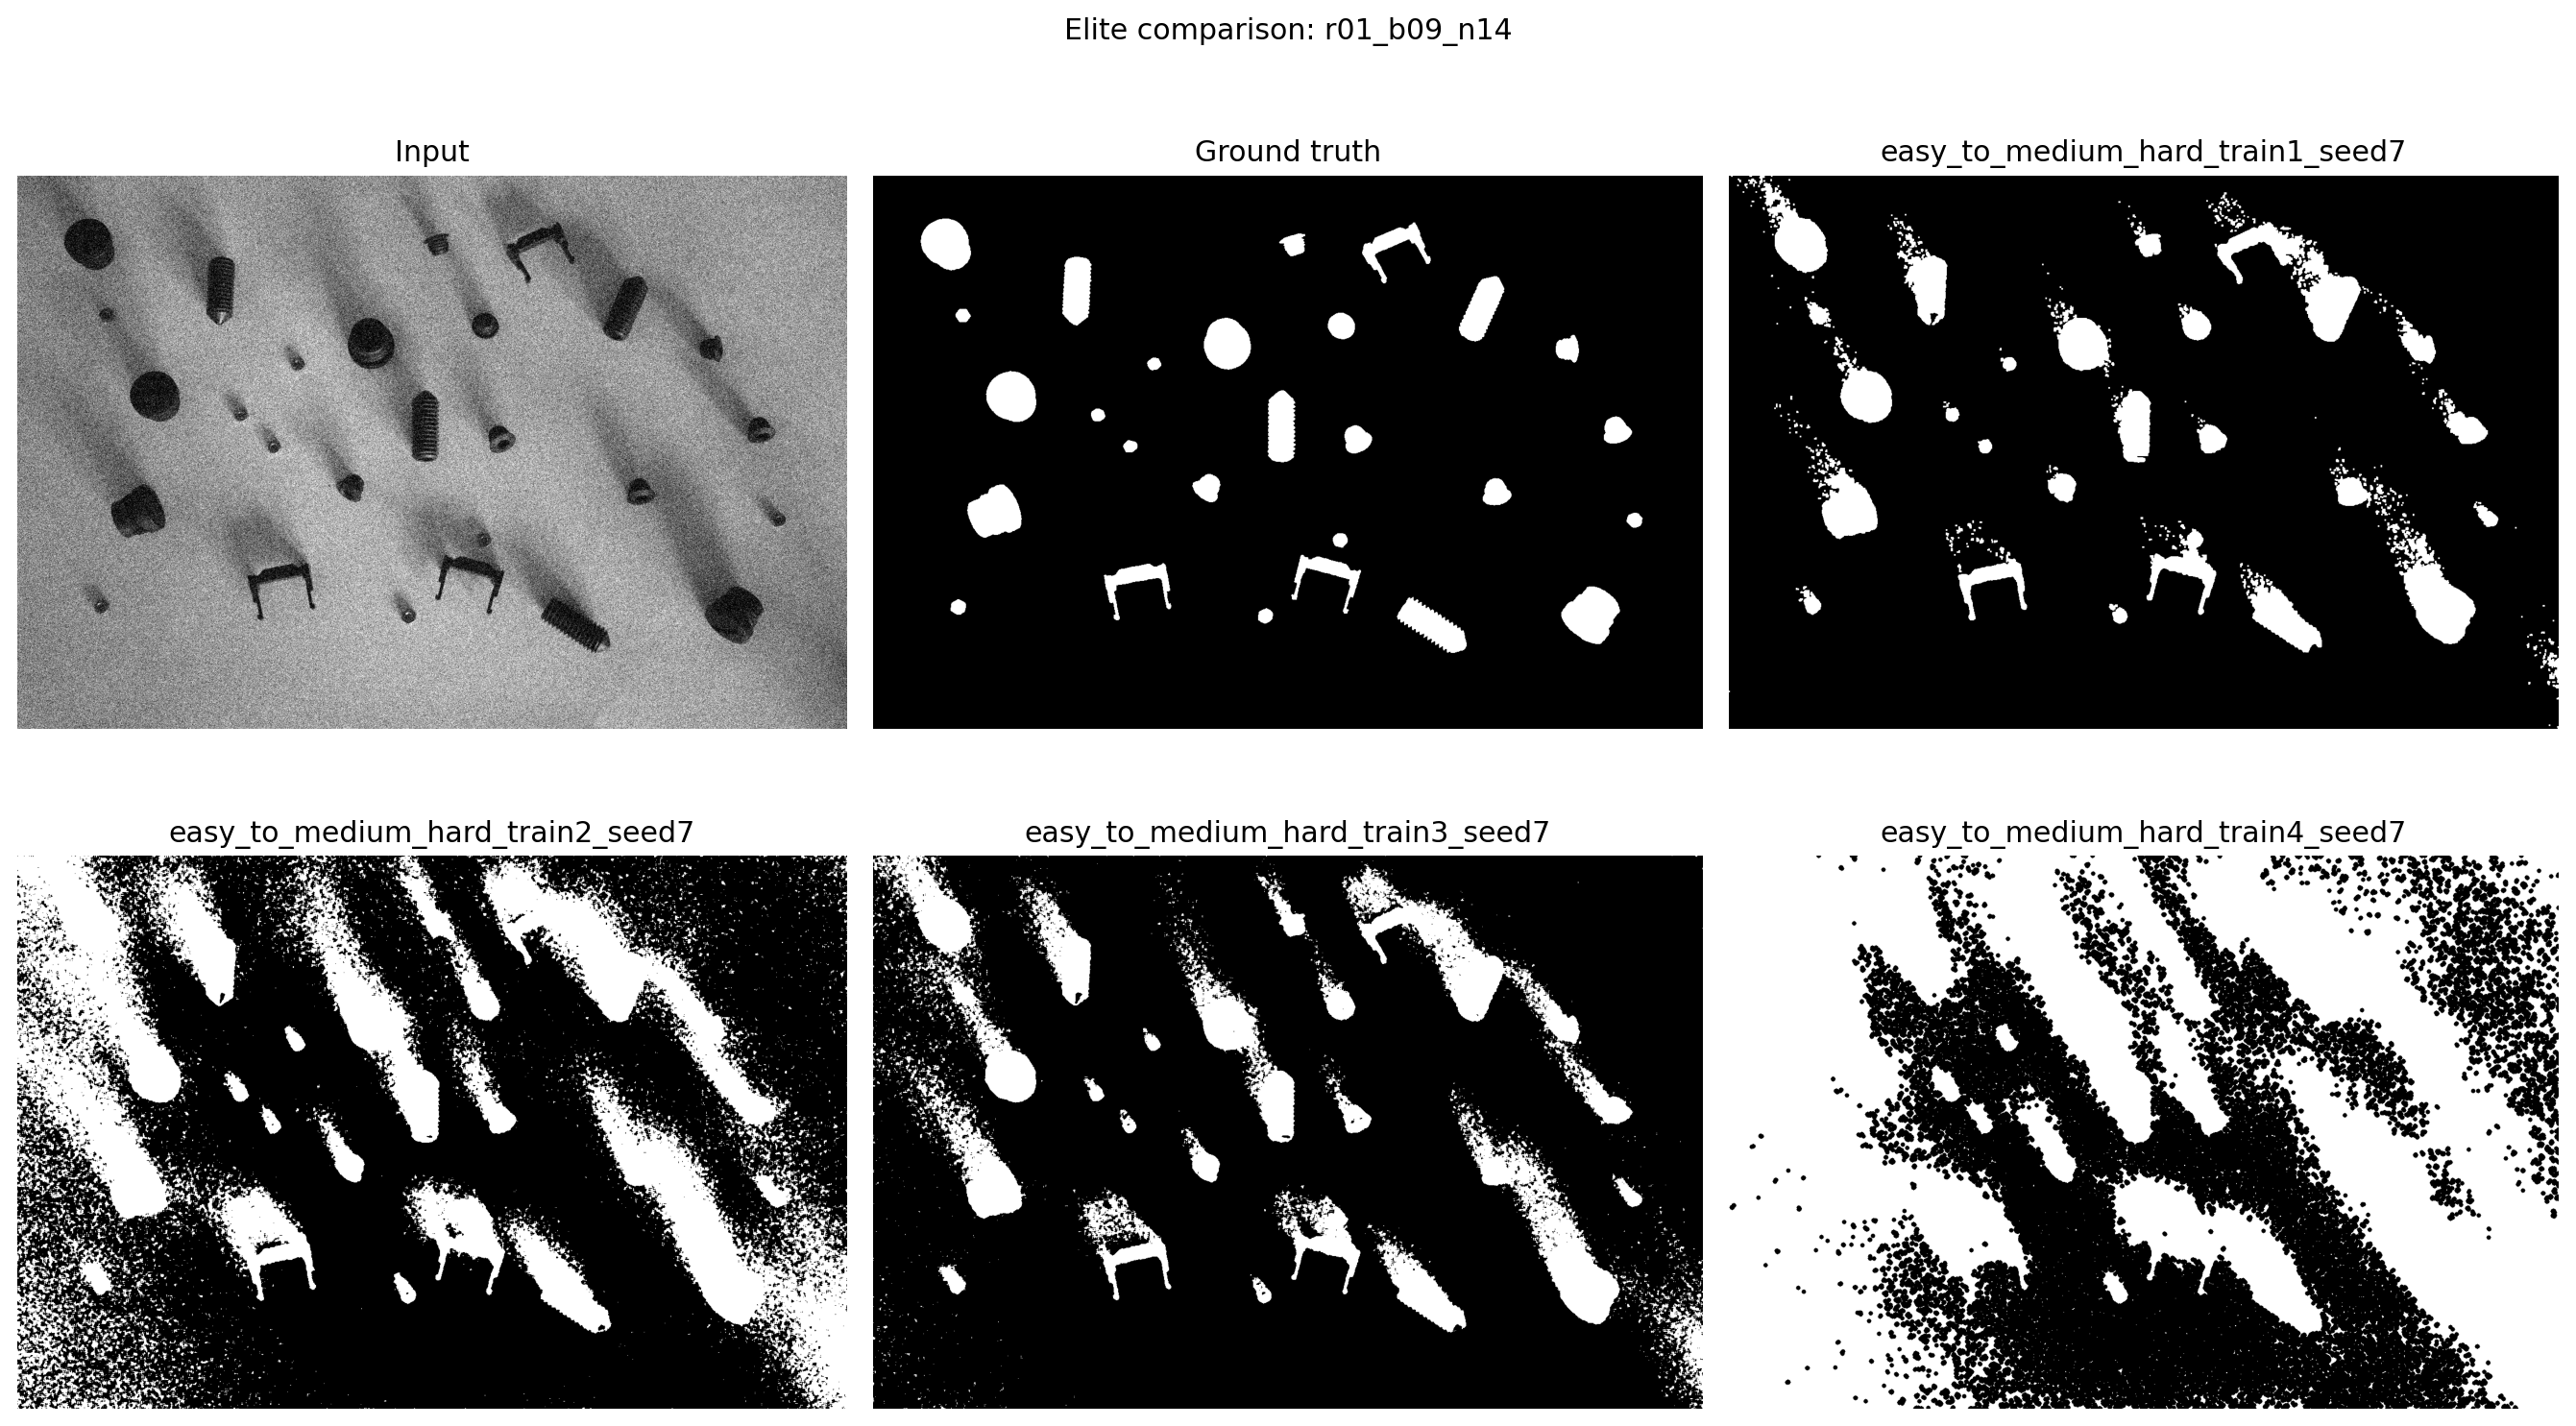 Elite comparison: r01_b09_n14
Input
Ground truth
easy_to_medium_hard_train1_seed7
easy_to_medium_hard_train2_seed7
easy_to_medium_hard_train3_seed7
easy_to_medium_hard_train4_seed7